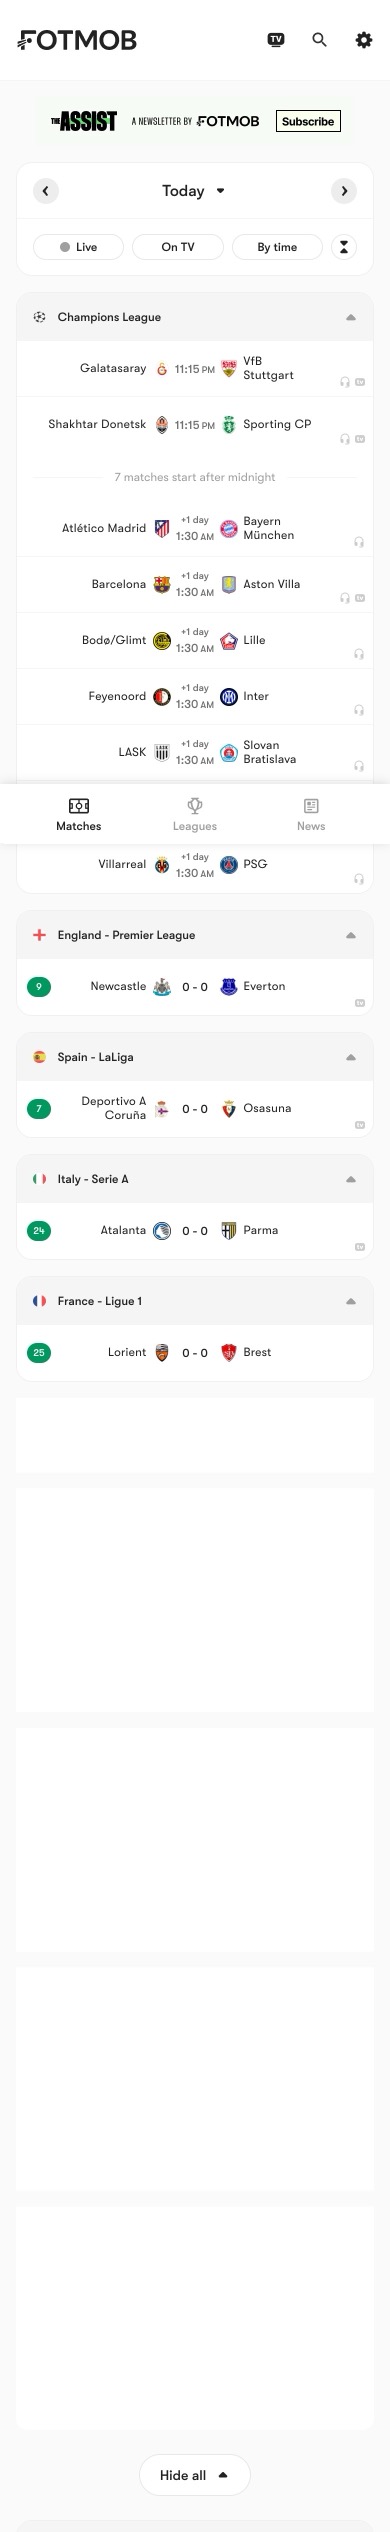 FOTMOB
TV
THE ASSIST A NEWSLETTER BY FOTMOB Subscribe
Today
Live On TV By time
Champions League
Galatasaray 11:15 PM VfB
Stuttgart
Shakhtar Donetsk 11:15 PM Sporting CP
7 matches start after midnight
Atlético Madrid +1 day
1:30 AM Bayern
München
Barcelona +1 day
1:30 AM Aston Villa
Bodø/Glimt +1 day
1:30 AM Lille
Feyenoord +1 day
1:30 AM Inter
LASK +1 day
1:30 AM Slovan
Bratislava
Matches Leagues News
Villarreal +1 day
1:30 AM PSG
England - Premier League
9 Newcastle 0 - 0 Everton
Spain - LaLiga
7 Deportivo A
Coruña 0 - 0 Osasuna
Italy - Serie A
24 Atalanta 0 - 0 Parma
France - Ligue 1
25 Lorient 0 - 0 Brest
Hide all